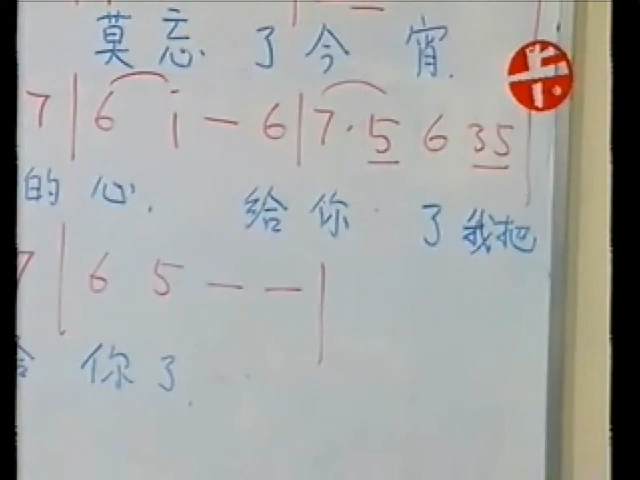 莫忘了今宵
7 | 6 i – 6 | 7· 5 6 35
的心. 给你了我把
7 | 6 5 – – |
你了